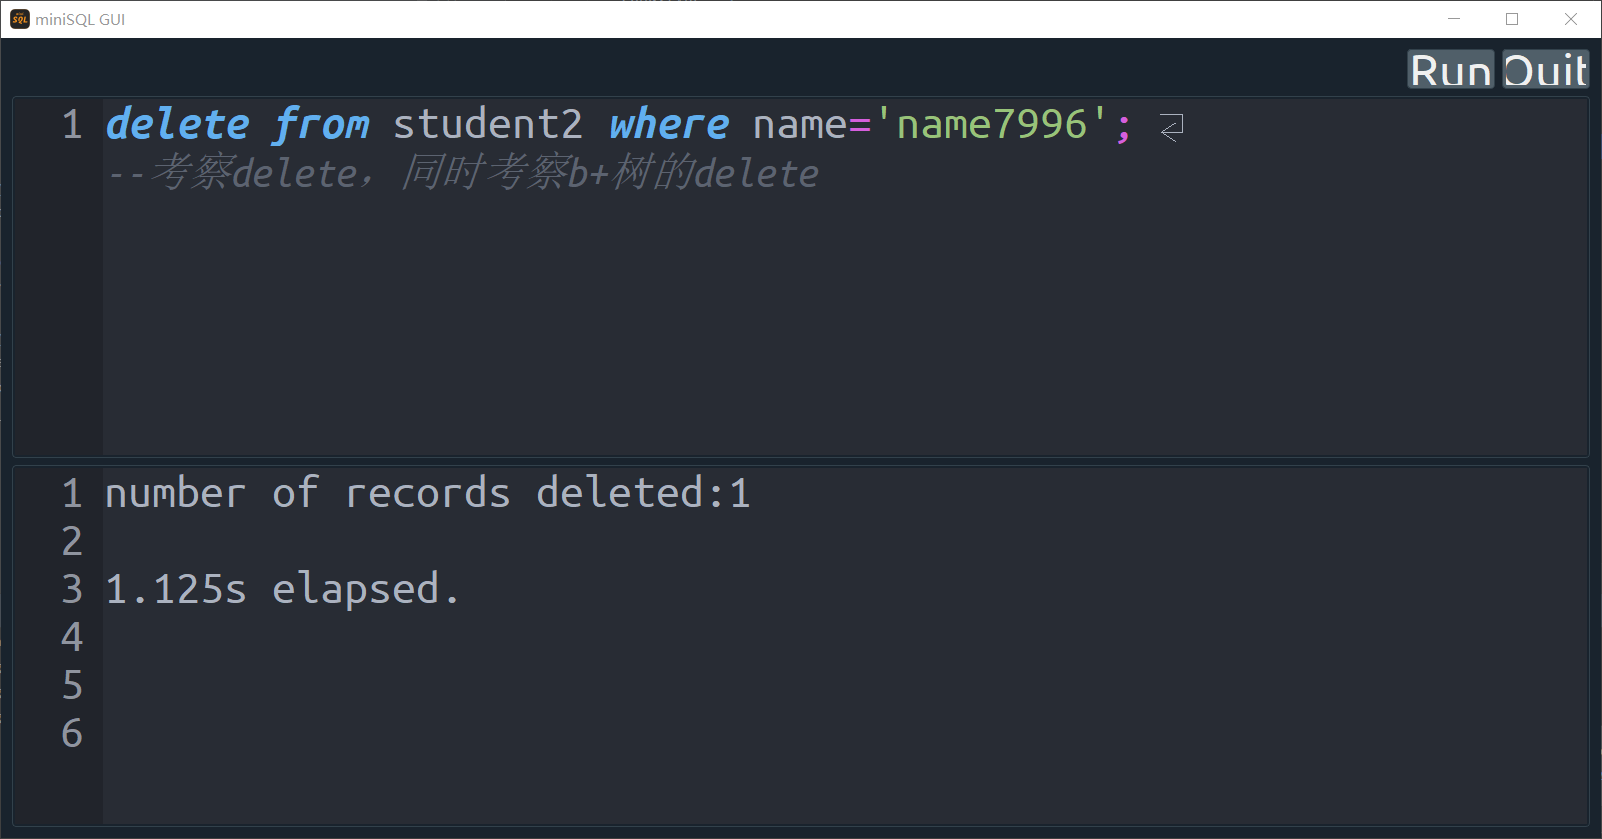 miniSQL GUI
Run Quit
1 delete from student2 where name='name7996';
--考察delete，同时考察b+树的delete
1 number of records deleted:1
2
3 1.125s elapsed.
4
5
6